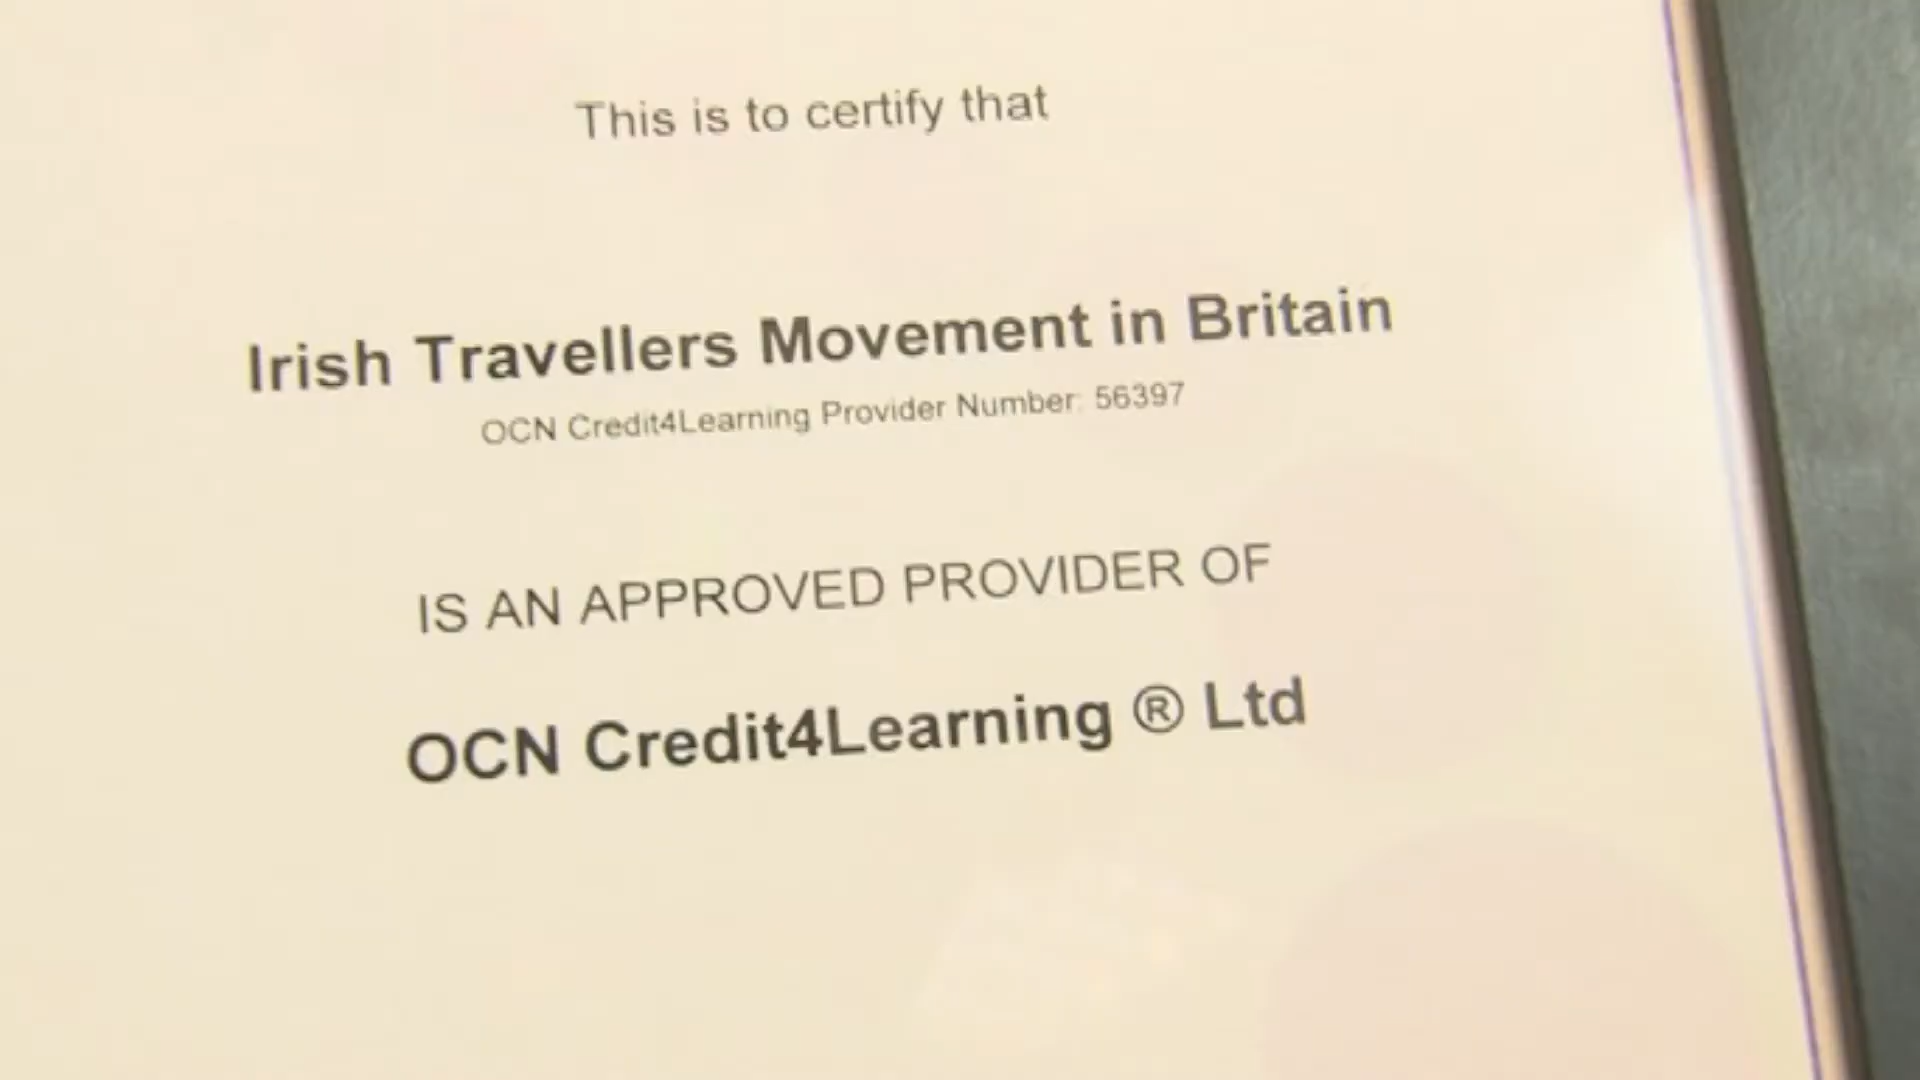 This is to certify that
Irish Travellers Movement in Britain
OCN Credit4Learning Provider Number: 56397
IS AN APPROVED PROVIDER OF
OCN Credit4Learning ® Ltd